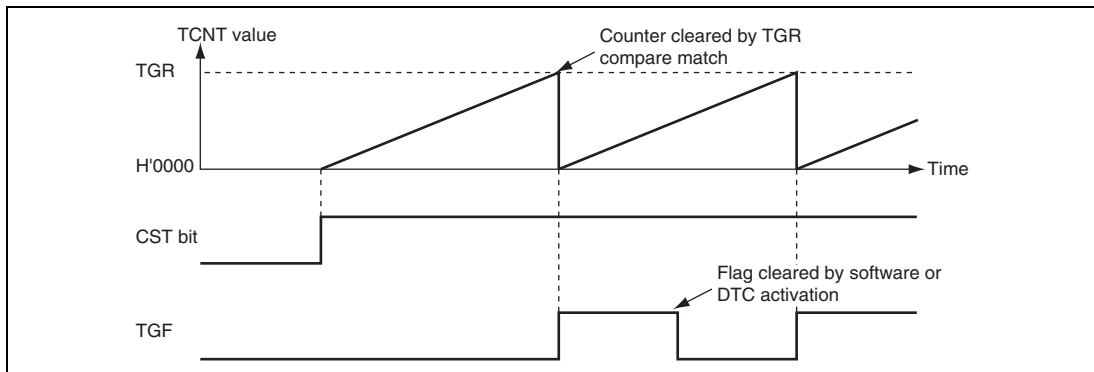 TCNT value
Counter cleared by TGR
compare match
TGR
H'0000
Time
CST bit
Flag cleared by software or
DTC activation
TGF